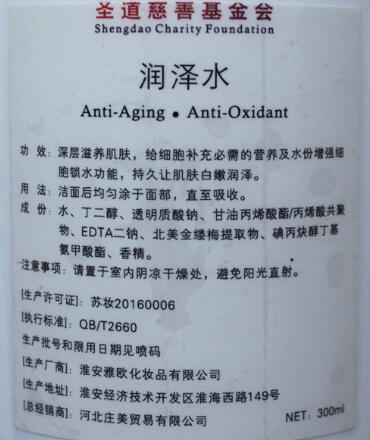 圣道慈善基金会
Shengdao Charity Foundation
润泽水
Anti-Aging • Anti-Oxidant
功 效: 深层滋养肌肤，给细胞补充必需的营养及水份增强细
胞锁水功能，持久让肌肤白嫩润泽。
用 法: 洁面后均匀涂于面部，直至吸收。
成 份: 水、丁二醇、透明质酸钠、甘油丙烯酸酯/丙烯酸共聚
物、EDTA二钠、北美金缕梅提取物、碘丙炔醇丁基
氨甲酸酯、香精。
注意事项: 请置于室内阴凉干燥处，避免阳光直射。
[生产许可证]: 苏妆20160006
[执行标准]: QB/T2660
生产批号和限用日期见喷码
[生产厂商]: 淮安雅欧化妆品有限公司
[生产地址]: 淮安经济技术开发区淮海西路149号
[总经销商]: 河北庄美贸易有限公司
NET: 300ml